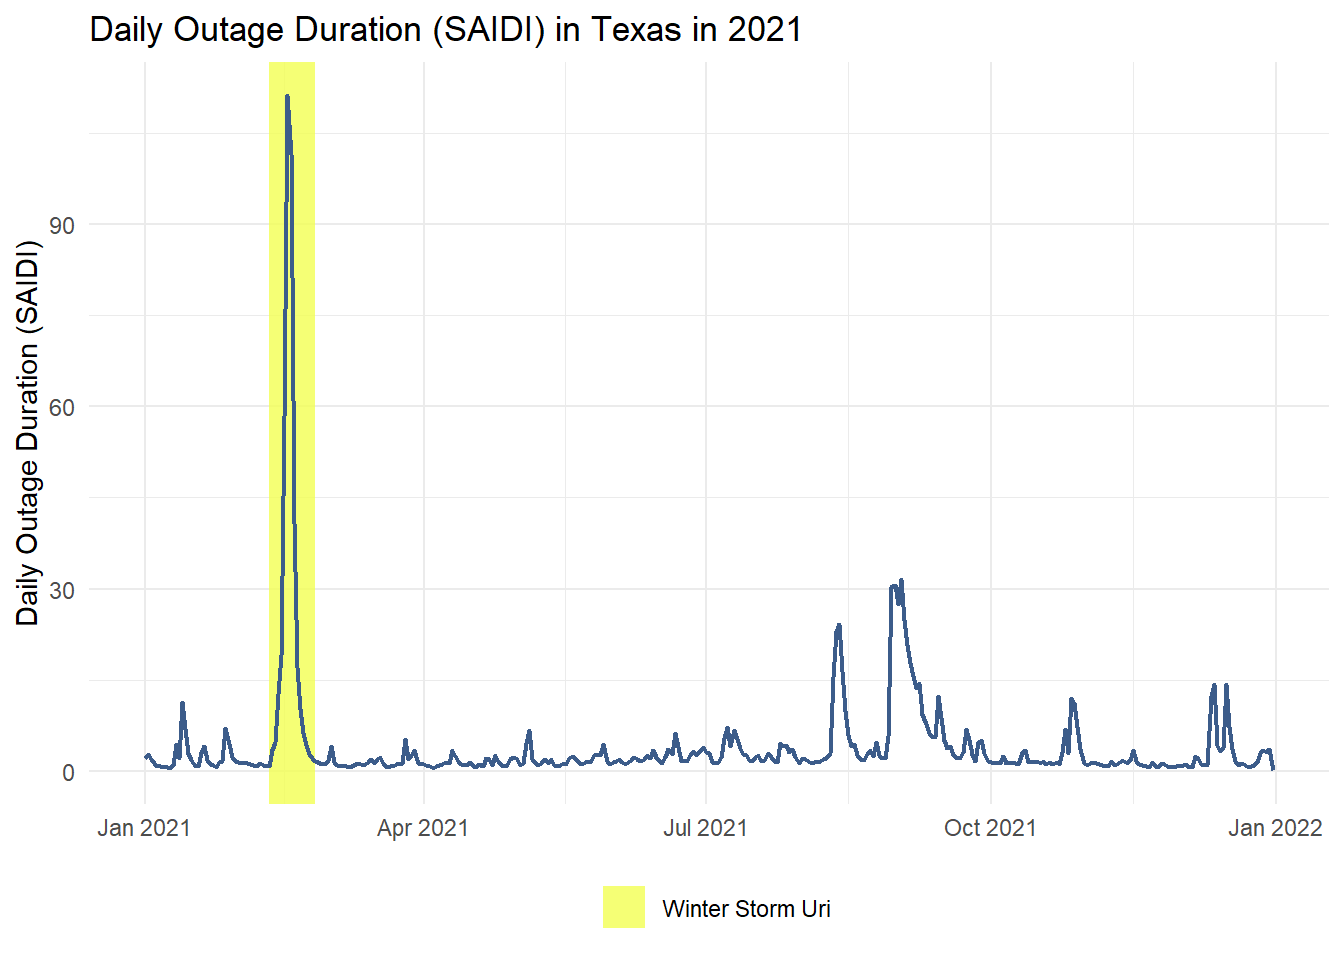 Daily Outage Duration (SAIDI) in Texas in 2021
Daily Outage Duration (SAIDI)
90
60
30
0
Jan 2021
Apr 2021
Jul 2021
Oct 2021
Jan 2022
Winter Storm Uri